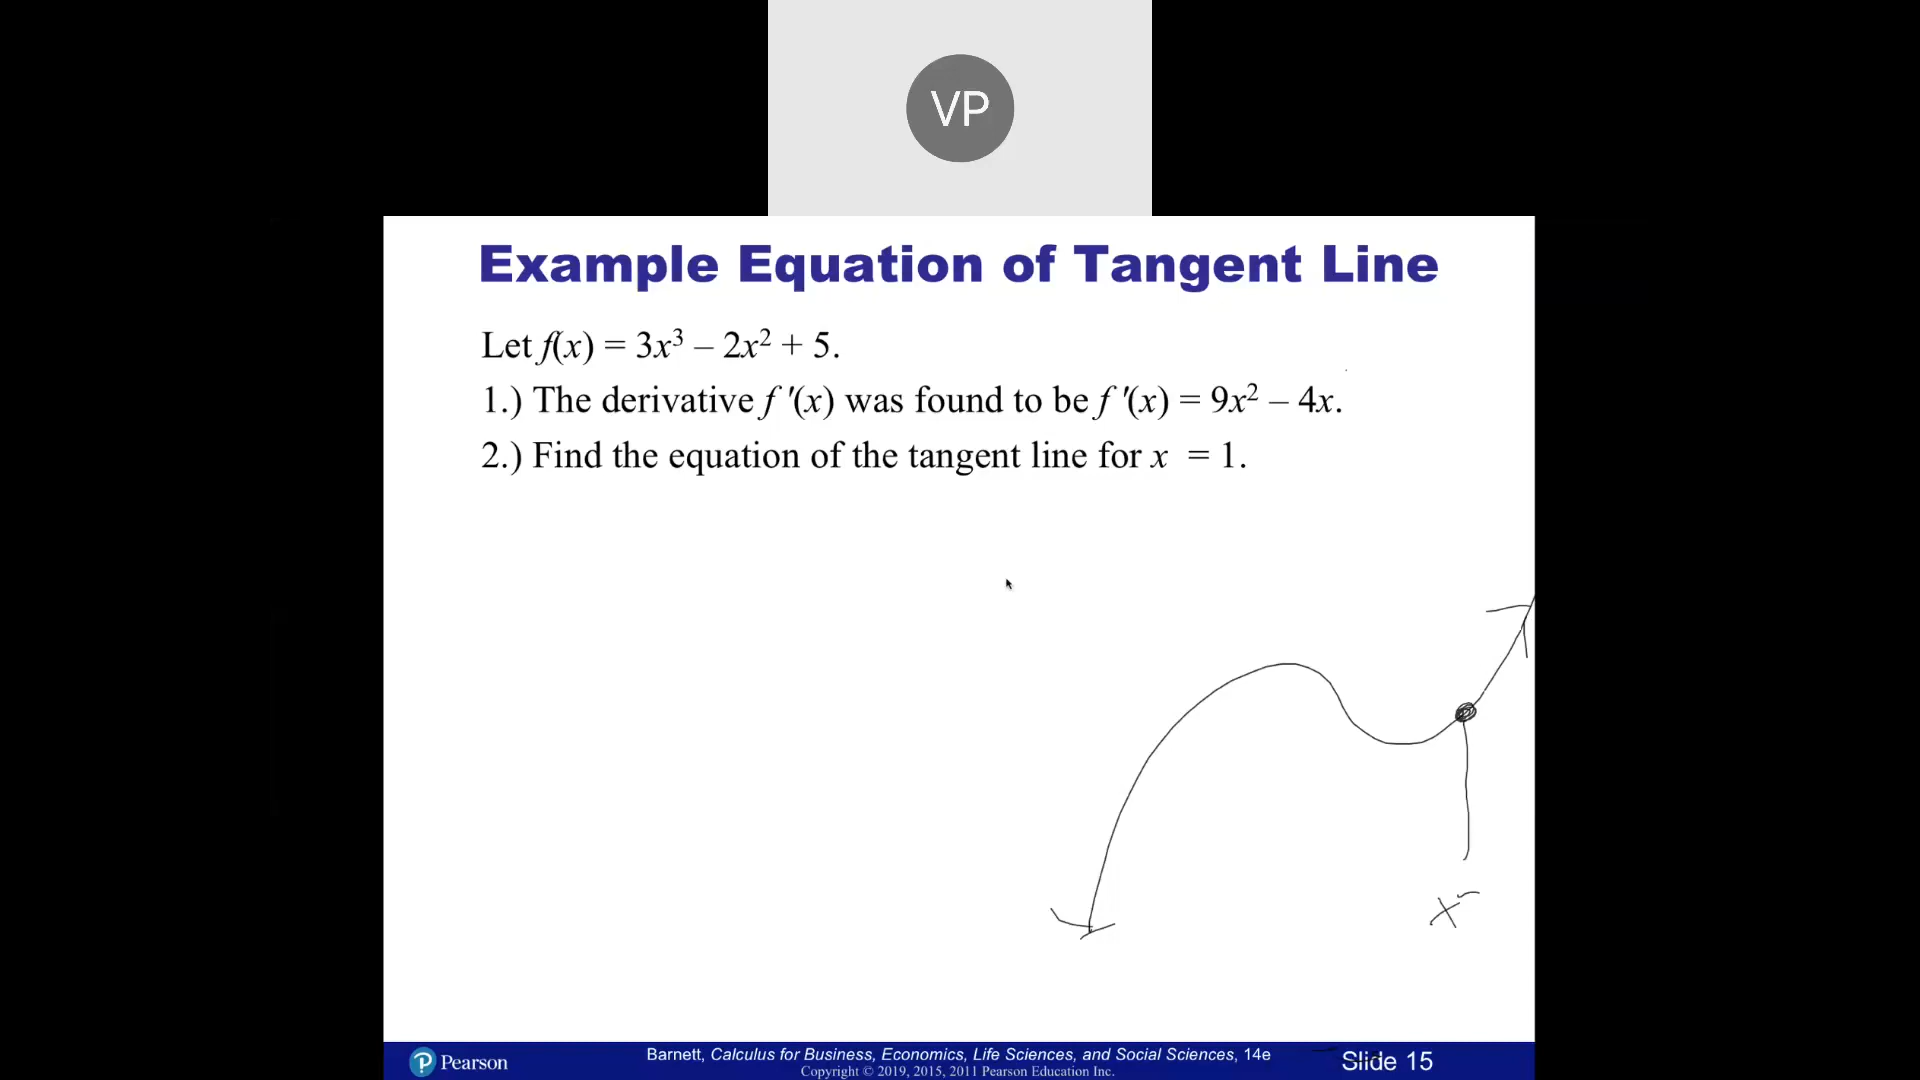 VP
Example Equation of Tangent Line
Let f(x) = 3x³ – 2x² + 5.
1.) The derivative f ′(x) was found to be f ′(x) = 9x² – 4x.
2.) Find the equation of the tangent line for x = 1.
x
Pearson
Barnett, Calculus for Business, Economics, Life Sciences, and Social Sciences, 14e
Copyright © 2019, 2015, 2011 Pearson Education Inc.
Slide 15